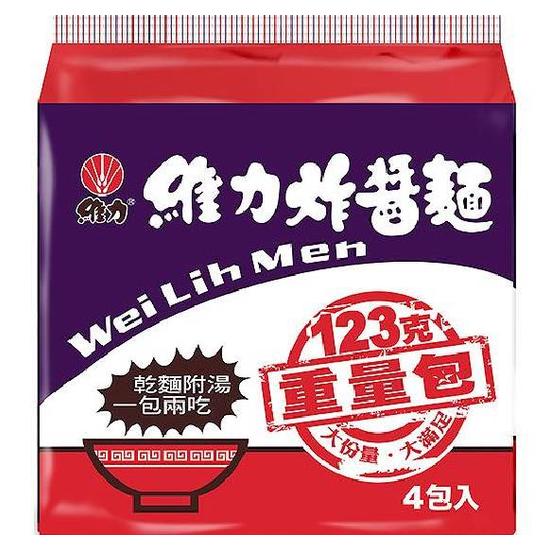 維力®
維力炸醬麵
Wei Lih Men
123克
重量包
大份量·大滿足
乾麵附湯
一包兩吃
4包入